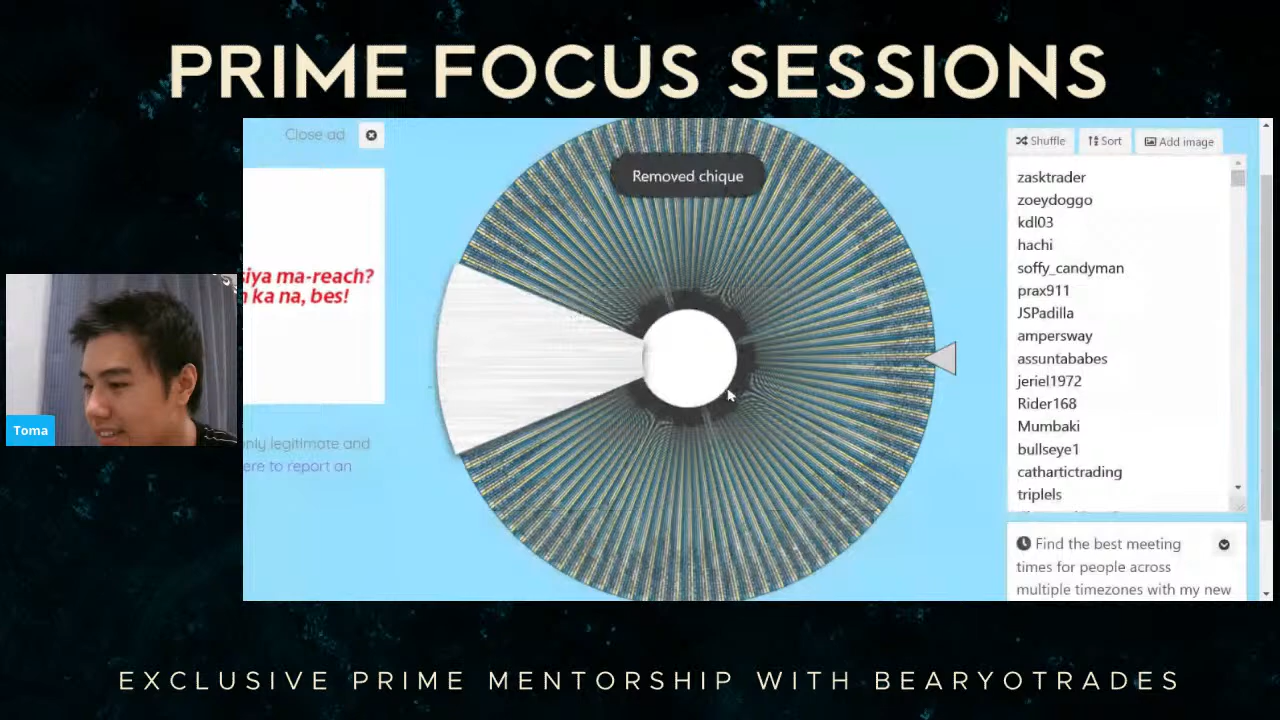 PRIME FOCUS SESSIONS
Close ad
Shuffle
Sort
Add image
Removed chique
zasktrader
zoeydoggo
kdl03
hachi
soffy_candyman
prax911
JSPadilla
ampersway
assuntababes
jeriel1972
Rider168
Mumbaki
bullseye1
cathartictrading
triplels
siya ma-reach?
ka na, bes!
Toma
only legitimate and
ere to report an
Find the best meeting
times for people across
multiple timezones with my new
EXCLUSIVE PRIME MENTORSHIP WITH BEARYOTRADES